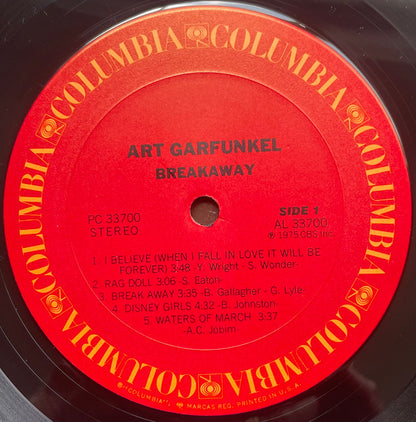 COLUMBIA COLUMBIA COLUMBIA COLUMBIA COLUMBIA COLUMBIA
ART GARFUNKEL
BREAKAWAY
PC 33700
STEREO
SIDE 1
AL 33700
℗ 1975 CBS Inc.
1 I BELIEVE (WHEN I FALL IN LOVE IT WILL BE
FOREVER) 3:48 -Y. Wright - S. Wonder-
2. RAG DOLL 3:06 -S. Eaton-
3. BREAK AWAY 3:35 -B. Gallagher - G. Lyle-
4. DISNEY GIRLS 4:32 -B. Johnston-
5. WATERS OF MARCH 3:37
-A.C. Jobim-
"COLUMBIA", MARCAS REG. PRINTED IN U.S.A.